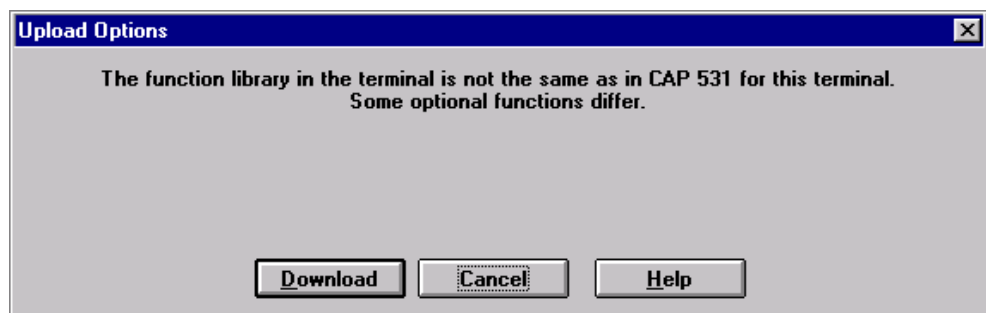 Upload Options
The function library in the terminal is not the same as in CAP 531 for this terminal.
Some optional functions differ.
Download Cancel Help